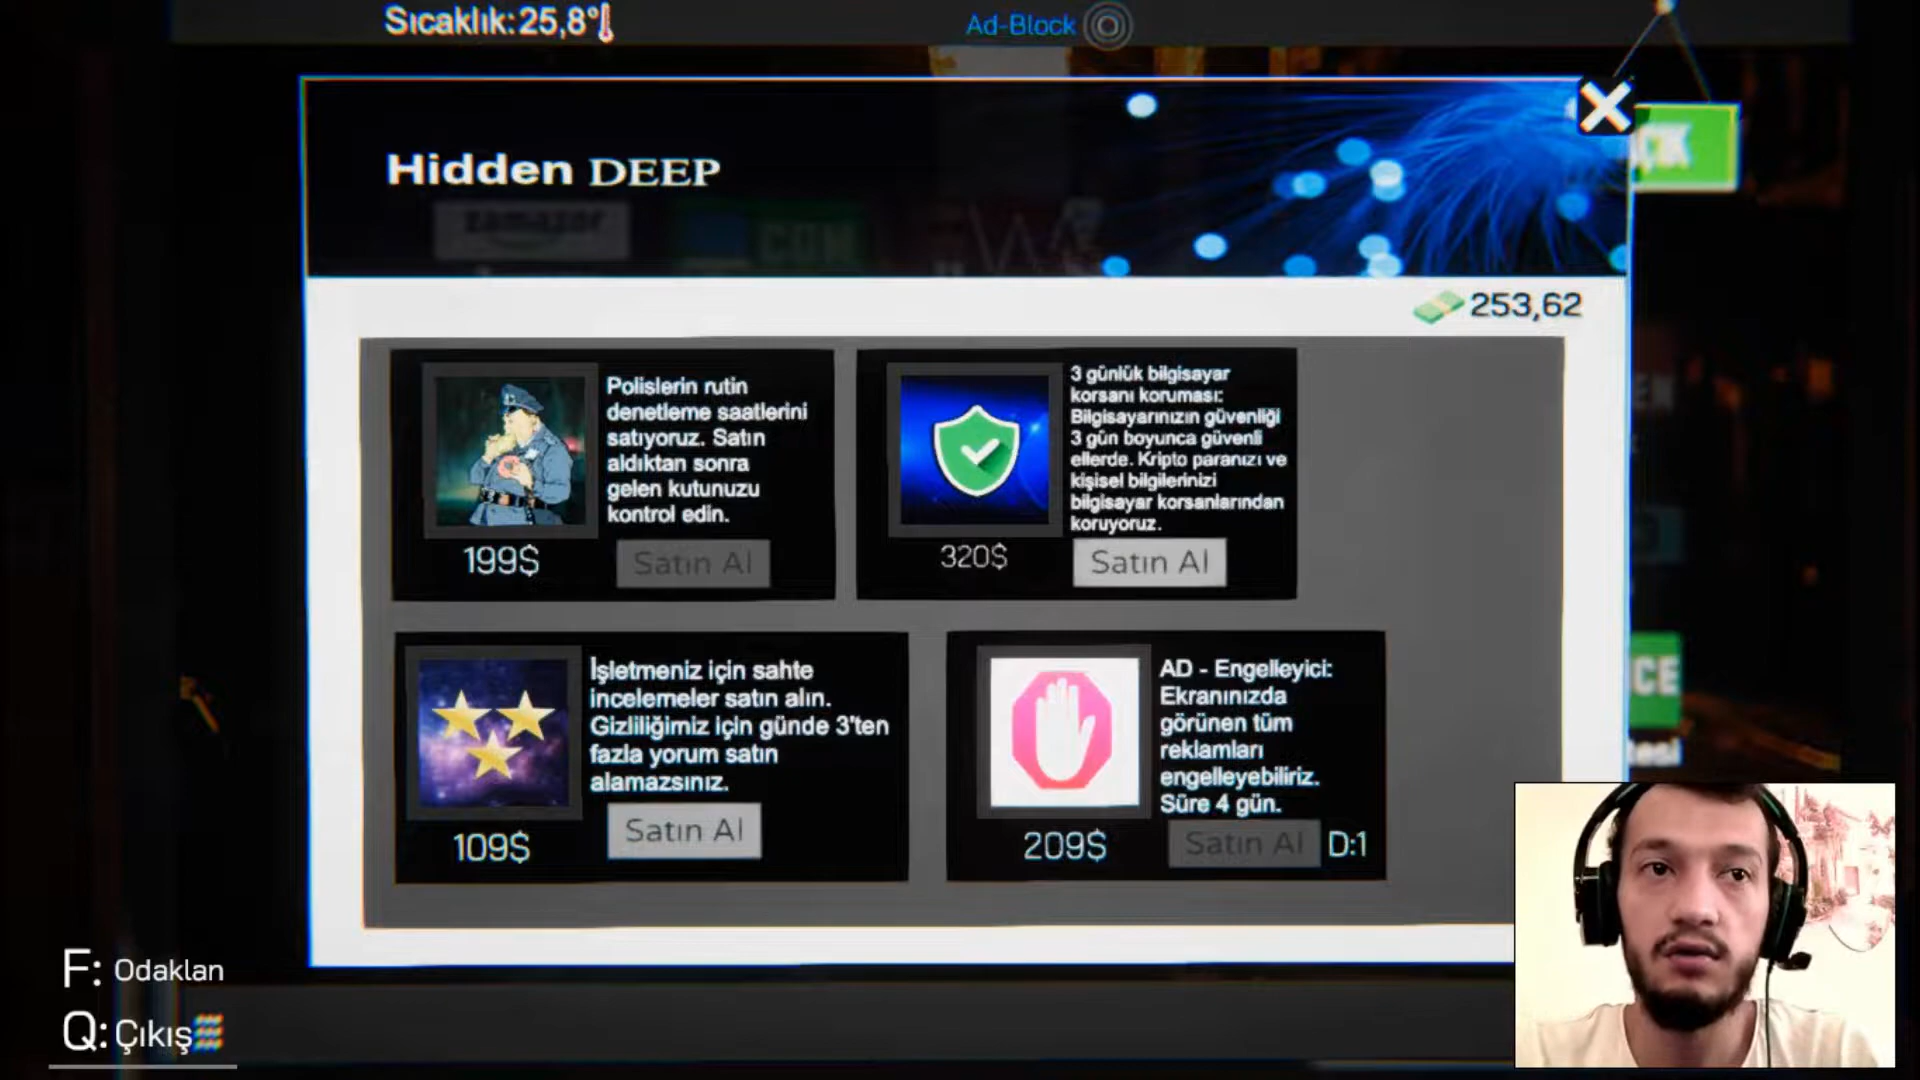 Sıcaklık: 25,8°
Ad-Block
Hidden DEEP
zamazor
COM
253,62
Polislerin rutin
denetleme saatlerini
satıyoruz. Satın
aldıktan sonra
gelen kutunuzu
kontrol edin.
199$
Satın Al
3 günlük bilgisayar
korsanı koruması:
Bilgisayarınızın güvenliği
3 gün boyunca güvenli
ellerde. Kripto paranızı ve
kişisel bilgilerinizi
bilgisayar korsanlarından
koruyoruz.
320$
Satın Al
İşletmeniz için sahte
incelemeler satın alın.
Gizliliğimiz için günde 3'ten
fazla yorum satın
alamazsınız.
109$
Satın Al
AD - Engelleyici:
Ekranınızda
görünen tüm
reklamları
engelleyebiliriz.
Süre 4 gün.
209$
Satın Al
D:1
F: Odaklan
Q: Çıkış